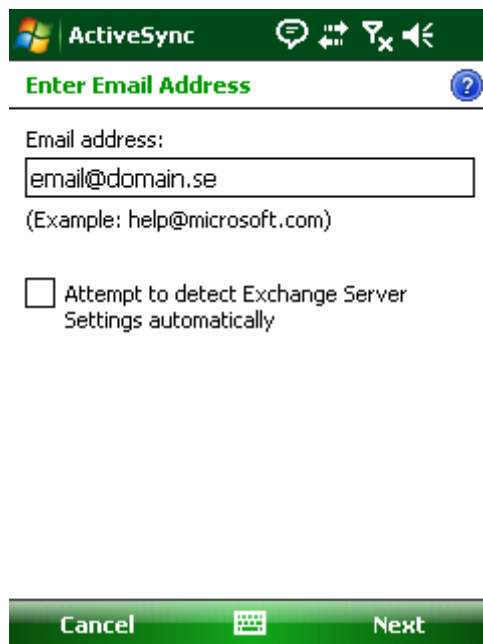 ActiveSync
Enter Email Address
Email address:
email@domain.se
(Example: help@microsoft.com)
Attempt to detect Exchange Server
Settings automatically
Cancel Next